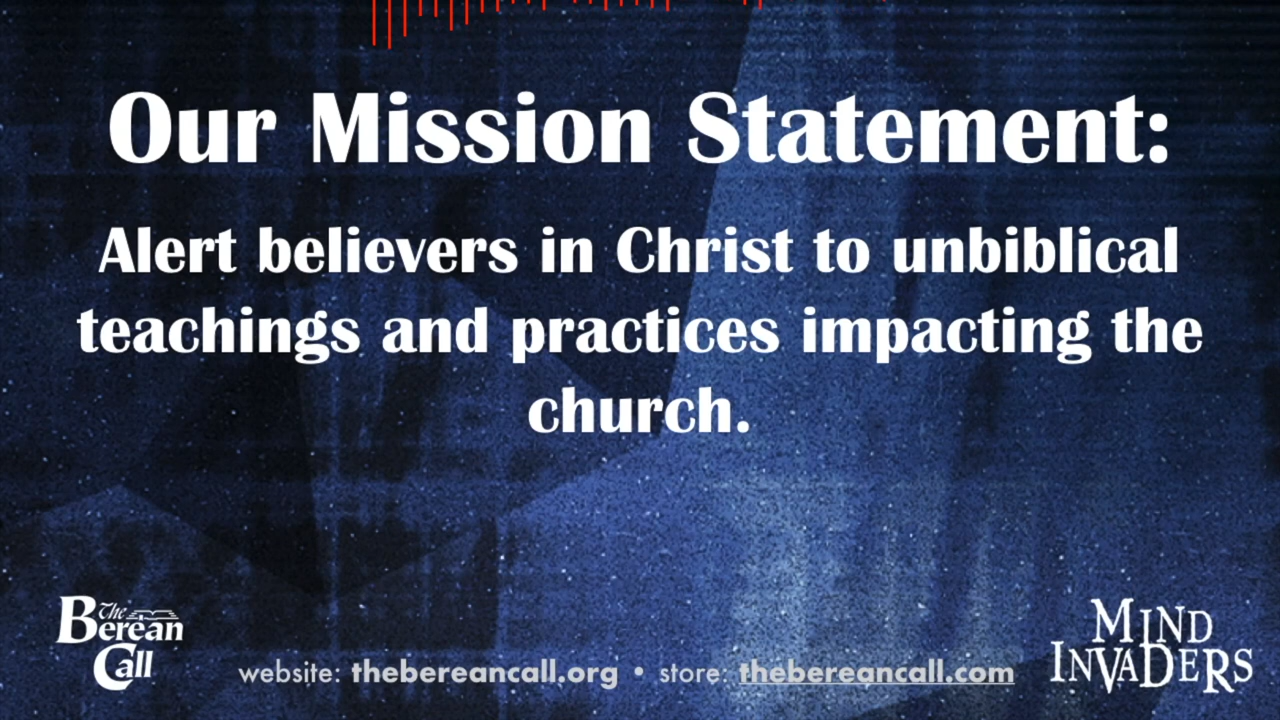 Our Mission Statement:
Alert believers in Christ to unbiblical
teachings and practices impacting the
church.
The
Berean
Call
website: thebereancall.org • store: thebereancall.com
MIND
INVADERS